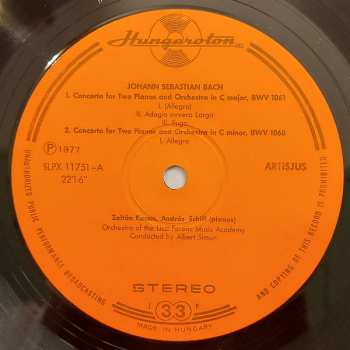 Hungaroton
JOHANN SEBASTIAN BACH
1. Concerto for Two Pianos and Orchestra in C major, BWV 1061
I. (Allegro)
II. Adagio ovvero Largo
III. Fuga
2. Concerto for Two Pianos and Orchestra in C minor, BWV 1060
I. Allegro
Ⓟ 1977
SLPX 11751-A
22'16"
ARTISJUS
Zoltán Kocsis, András Schiff (pianos)
Orchestra of the Liszt Ferenc Music Academy
Conducted by Albert Simon
STEREO
33
MADE IN HUNGARY
UNAUTHORIZED PUBLIC PERFORMANCE BROADCASTING
AND COPYING OF THIS RECORD IS PROHIBITED